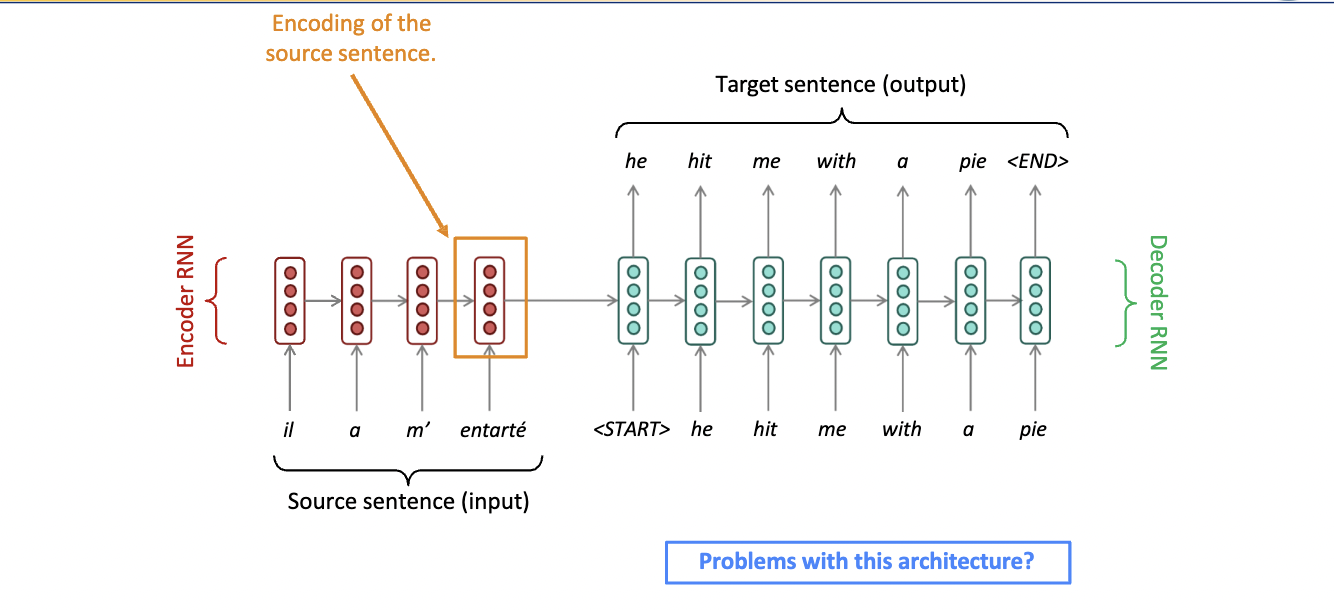 Encoding of the
source sentence.
Target sentence (output)
he hit me with a pie <END>
Encoder RNN
Decoder RNN
il a m’ entarté <START> he hit me with a pie
Source sentence (input)
Problems with this architecture?